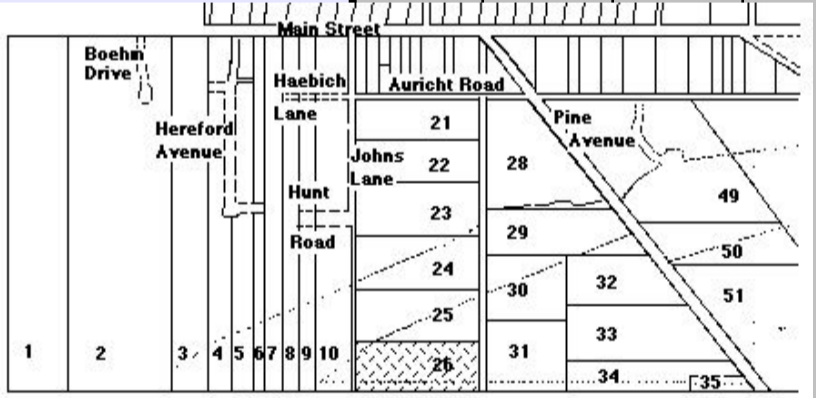 Main Street
Boehm
Drive
Haebich
Lane
Auricht Road
Hereford
Avenue
Pine
Avenue
Johns
Lane
Hunt
Road
21
22
23
24
25
26
28
29
30
31
32
33
34
35
49
50
51
1
2
3
4
5
6
7
8
9
10